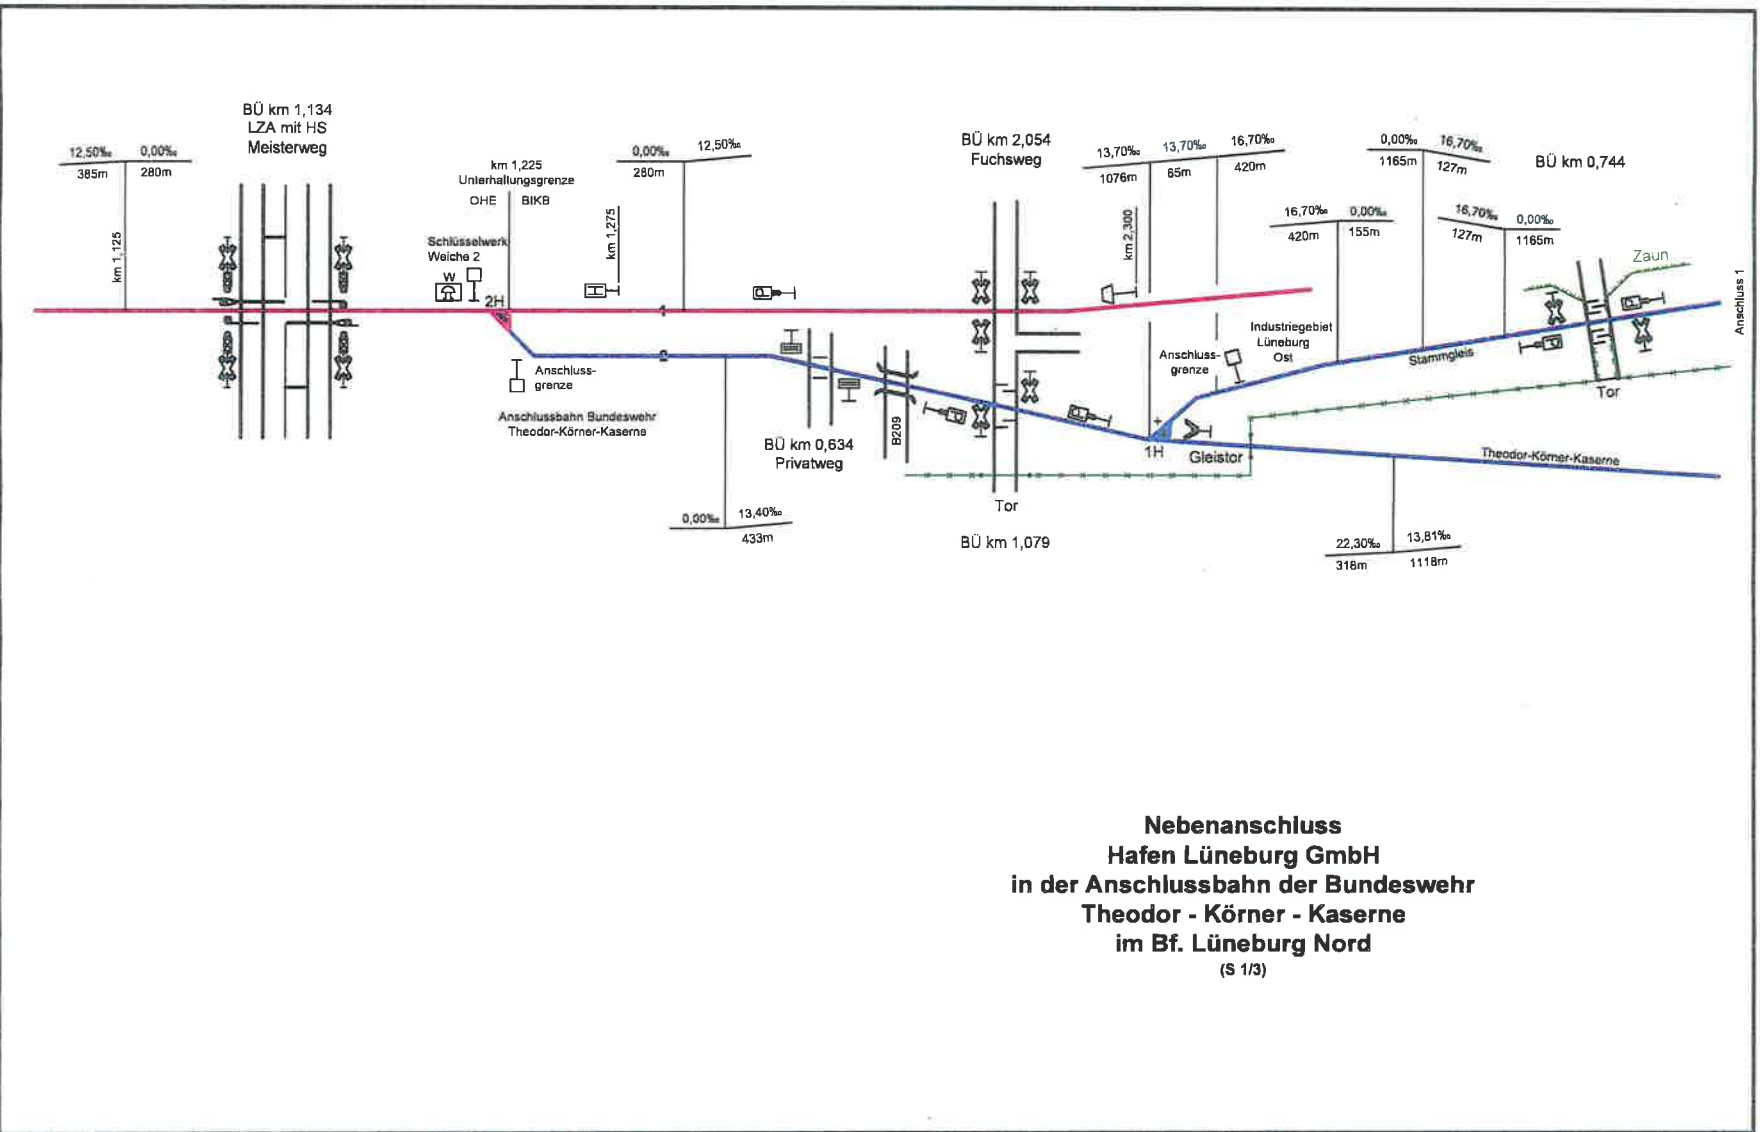 BÜ km 1,134
LZA mit HS
Meisterweg
12,50‰ 0,00‰
385m 280m
km 1,125
km 1,225
Unterhaltungsgrenze
OHE BIKB
Schlüsselwerk
Weiche 2
W
2H
km 1,275
0,00‰ 12,50‰
280m
1
2
Anschluss-
grenze
Anschlussbahn Bundeswehr
Theodor-Körner-Kaserne
BÜ km 0,634
Privatweg
B209
0,00‰ 13,40‰
433m
BÜ km 2,054
Fuchsweg
Tor
BÜ km 1,079
13,70‰ 13,70‰ 16,70‰
1076m 65m 420m
km 2,300
Anschluss-
grenze
Industriegebiet
Lüneburg
Ost
1H
Gleistor
16,70‰ 0,00‰
420m 155m
0,00‰ 16,70‰
1165m 127m
16,70‰ 0,00‰
127m 1165m
BÜ km 0,744
Zaun
Anschluss 1
Stammgleis
Tor
Theodor-Körner-Kaserne
22,30‰ 13,81‰
318m 1118m
Nebenanschluss
Hafen Lüneburg GmbH
in der Anschlussbahn der Bundeswehr
Theodor - Körner - Kaserne
im Bf. Lüneburg Nord
(S 1/3)